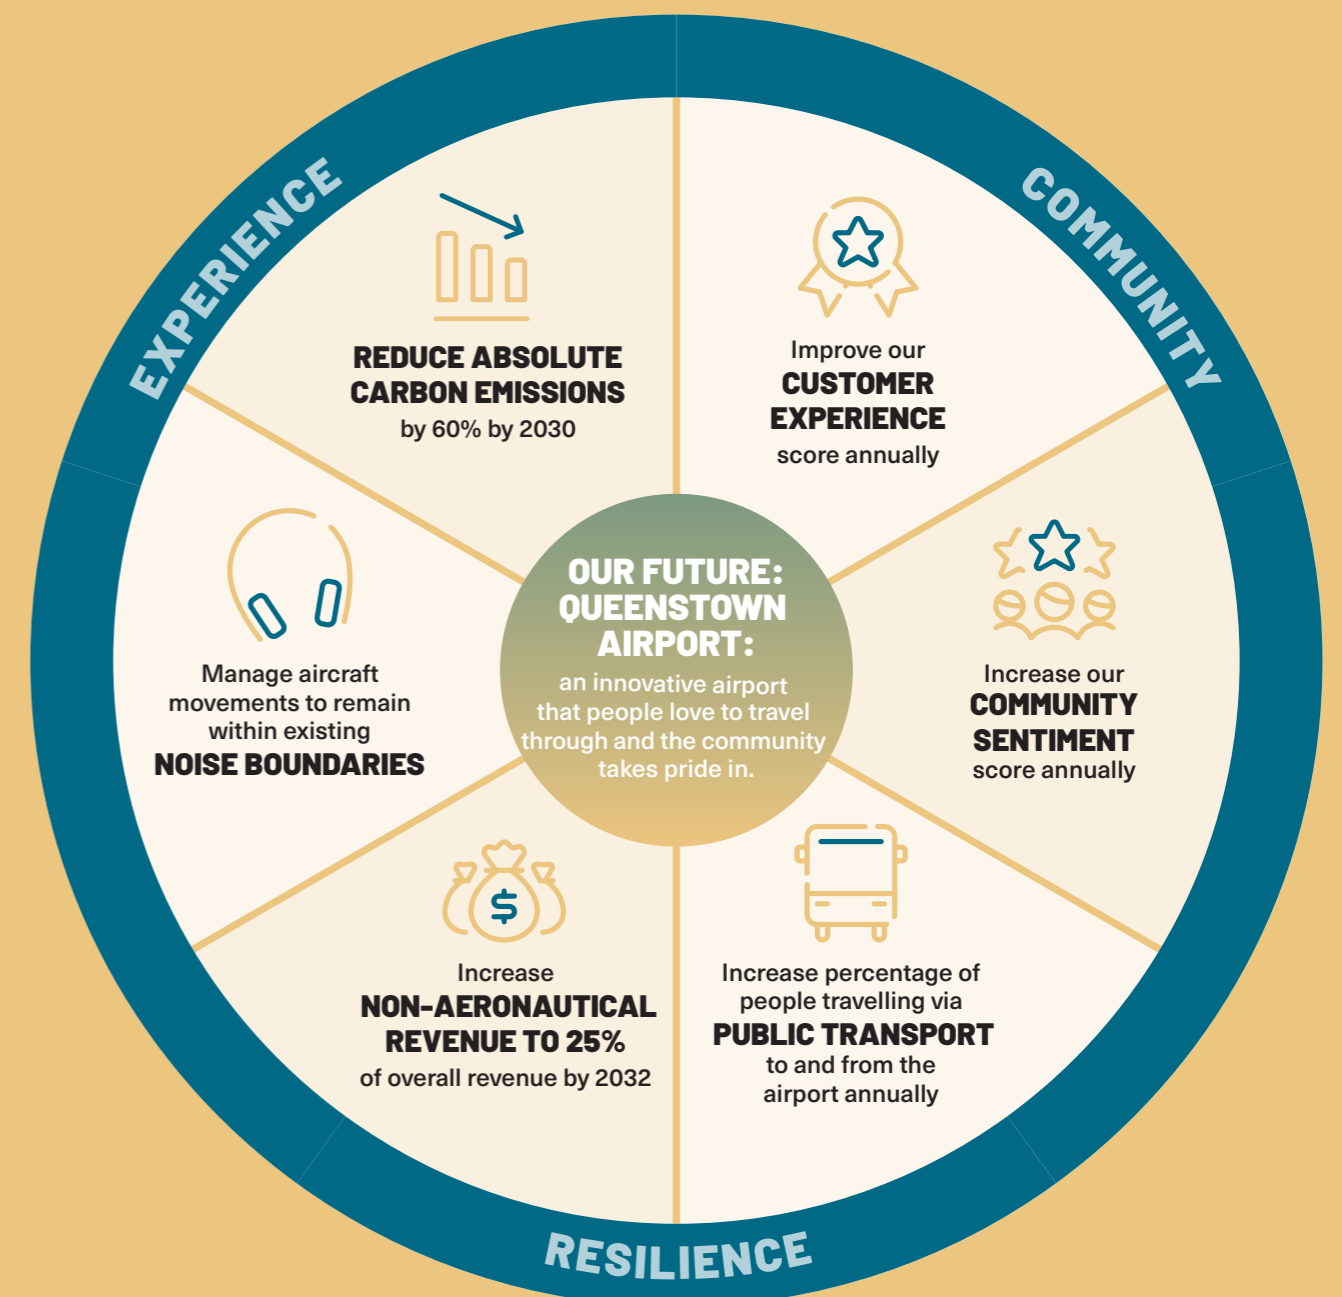 EXPERIENCE
COMMUNITY
REDUCE ABSOLUTE
CARBON EMISSIONS
by 60% by 2030
Improve our
CUSTOMER
EXPERIENCE
score annually
Manage aircraft
movements to remain
within existing
NOISE BOUNDARIES
OUR FUTURE:
QUEENSTOWN
AIRPORT:
an innovative airport
that people love to travel
through and the community
takes pride in.
Increase our
COMMUNITY
SENTIMENT
score annually
$
Increase
NON-AERONAUTICAL
REVENUE TO 25%
of overall revenue by 2032
Increase percentage of
people travelling via
PUBLIC TRANSPORT
to and from the
airport annually
RESILIENCE